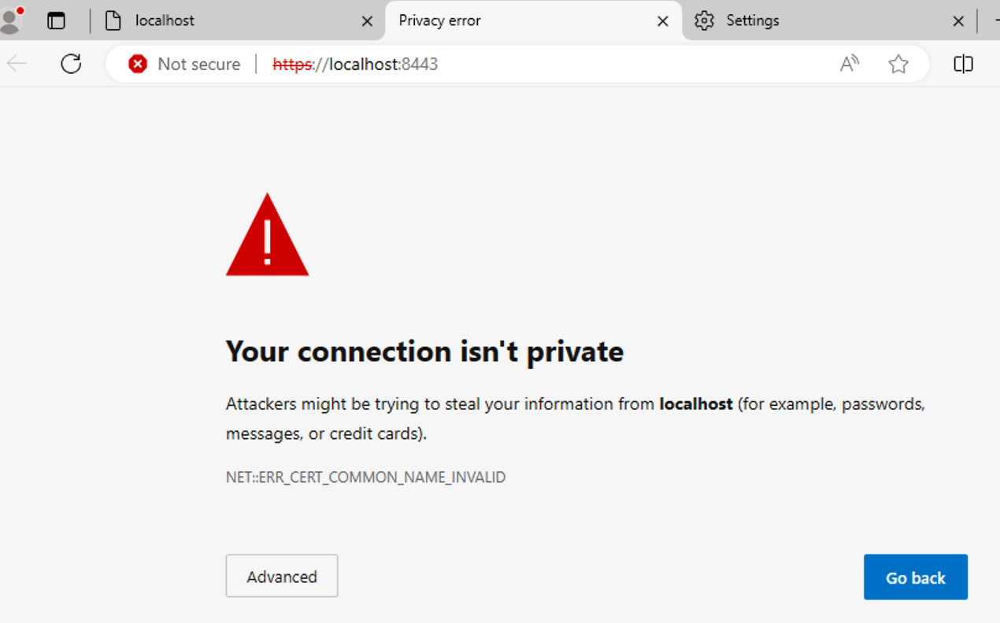 localhost
Privacy error
Settings
Not secure
https://localhost:8443
A
Your connection isn't private
Attackers might be trying to steal your information from localhost (for example, passwords,
messages, or credit cards).
NET::ERR_CERT_COMMON_NAME_INVALID
Advanced
Go back